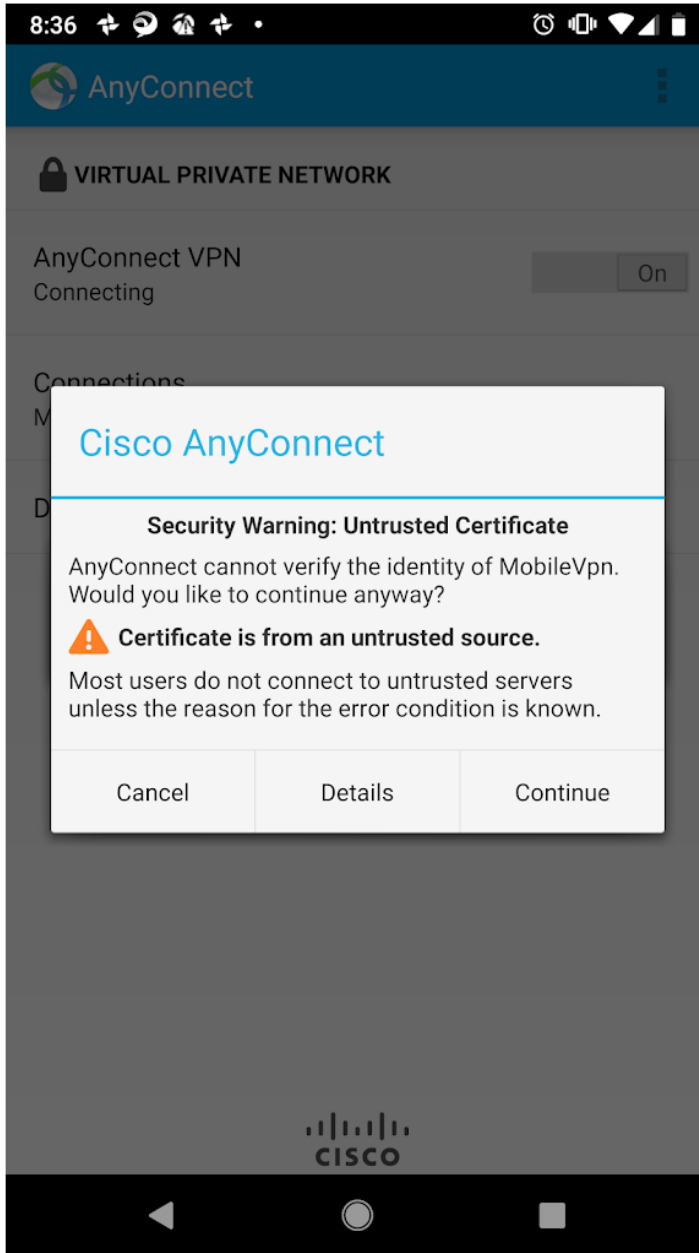 8:36
AnyConnect
VIRTUAL PRIVATE NETWORK
AnyConnect VPN
On
Connecting
Connections
M
Cisco AnyConnect
D
Security Warning: Untrusted Certificate
AnyConnect cannot verify the identity of MobileVpn.
Would you like to continue anyway?
Certificate is from an untrusted source.
Most users do not connect to untrusted servers
unless the reason for the error condition is known.
Cancel Details Continue
CISCO